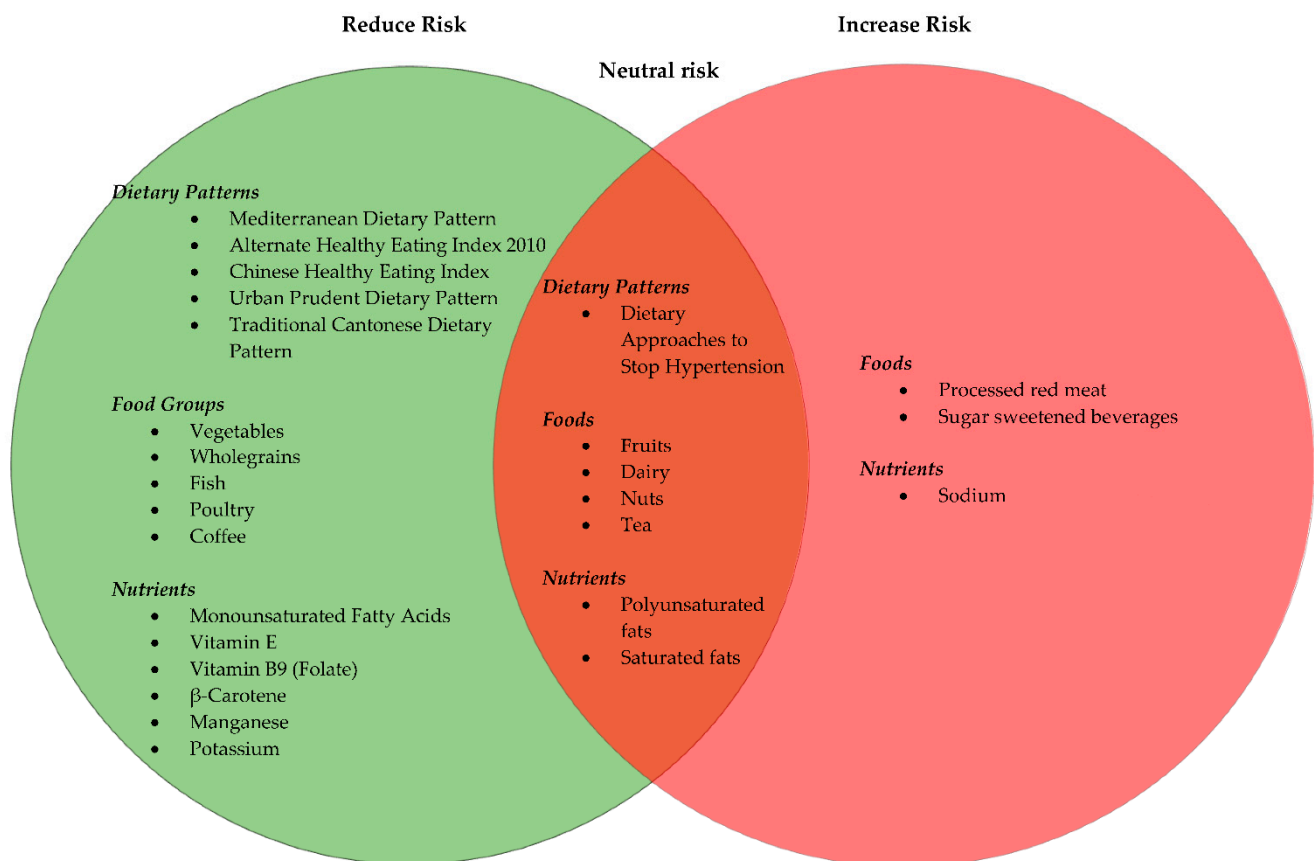 Reduce Risk
Increase Risk
Neutral risk
Dietary Patterns
• Mediterranean Dietary Pattern
• Alternate Healthy Eating Index 2010
• Chinese Healthy Eating Index
• Urban Prudent Dietary Pattern
• Traditional Cantonese Dietary
Pattern
Food Groups
• Vegetables
• Wholegrains
• Fish
• Poultry
• Coffee
Nutrients
• Monounsaturated Fatty Acids
• Vitamin E
• Vitamin B9 (Folate)
• β-Carotene
• Manganese
• Potassium
Dietary Patterns
• Dietary
Approaches to
Stop Hypertension
Foods
• Fruits
• Dairy
• Nuts
• Tea
Nutrients
• Polyunsaturated
fats
• Saturated fats
Foods
• Processed red meat
• Sugar sweetened beverages
Nutrients
• Sodium